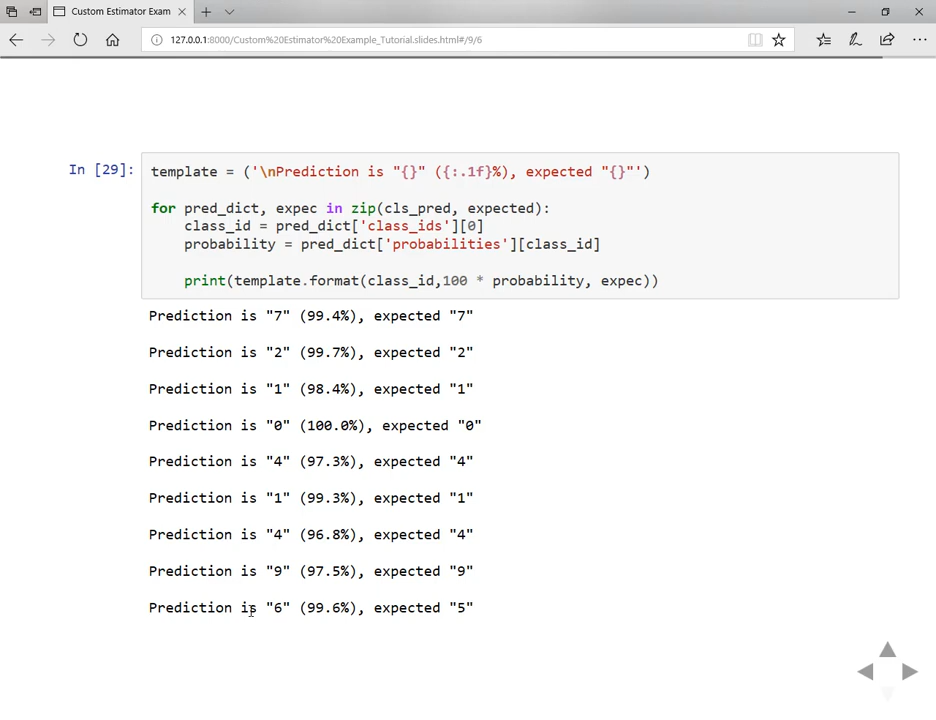 Custom Estimator Exam
127.0.0.1:8000/Custom%20Estimator%20Example_Tutorial.slides.html#/9/6
In [29]:
template = ('\nPrediction is "{}" ({:.1f}%), expected "{}"')
for pred_dict, expec in zip(cls_pred, expected):
    class_id = pred_dict['class_ids'][0]
    probability = pred_dict['probabilities'][class_id]
    print(template.format(class_id,100 * probability, expec))
Prediction is "7" (99.4%), expected "7"
Prediction is "2" (99.7%), expected "2"
Prediction is "1" (98.4%), expected "1"
Prediction is "0" (100.0%), expected "0"
Prediction is "4" (97.3%), expected "4"
Prediction is "1" (99.3%), expected "1"
Prediction is "4" (96.8%), expected "4"
Prediction is "9" (97.5%), expected "9"
Prediction is "6" (99.6%), expected "5"